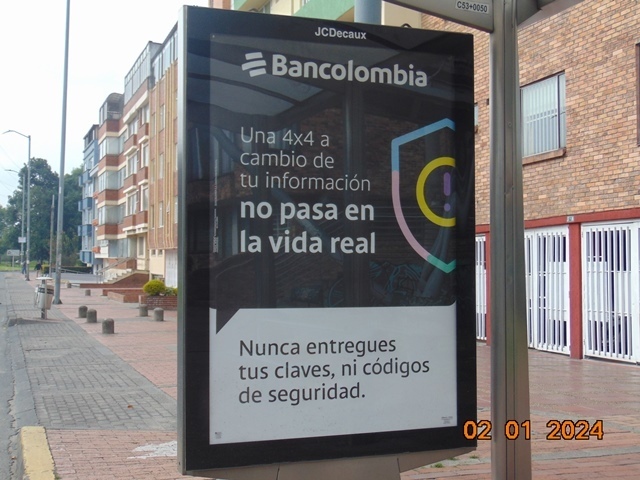 C53+0050
JCDecaux
Bancolombia
Una 4x4 a
cambio de
tu información
no pasa en
la vida real
Nunca entregues
tus claves, ni códigos
de seguridad.
02 01 2024